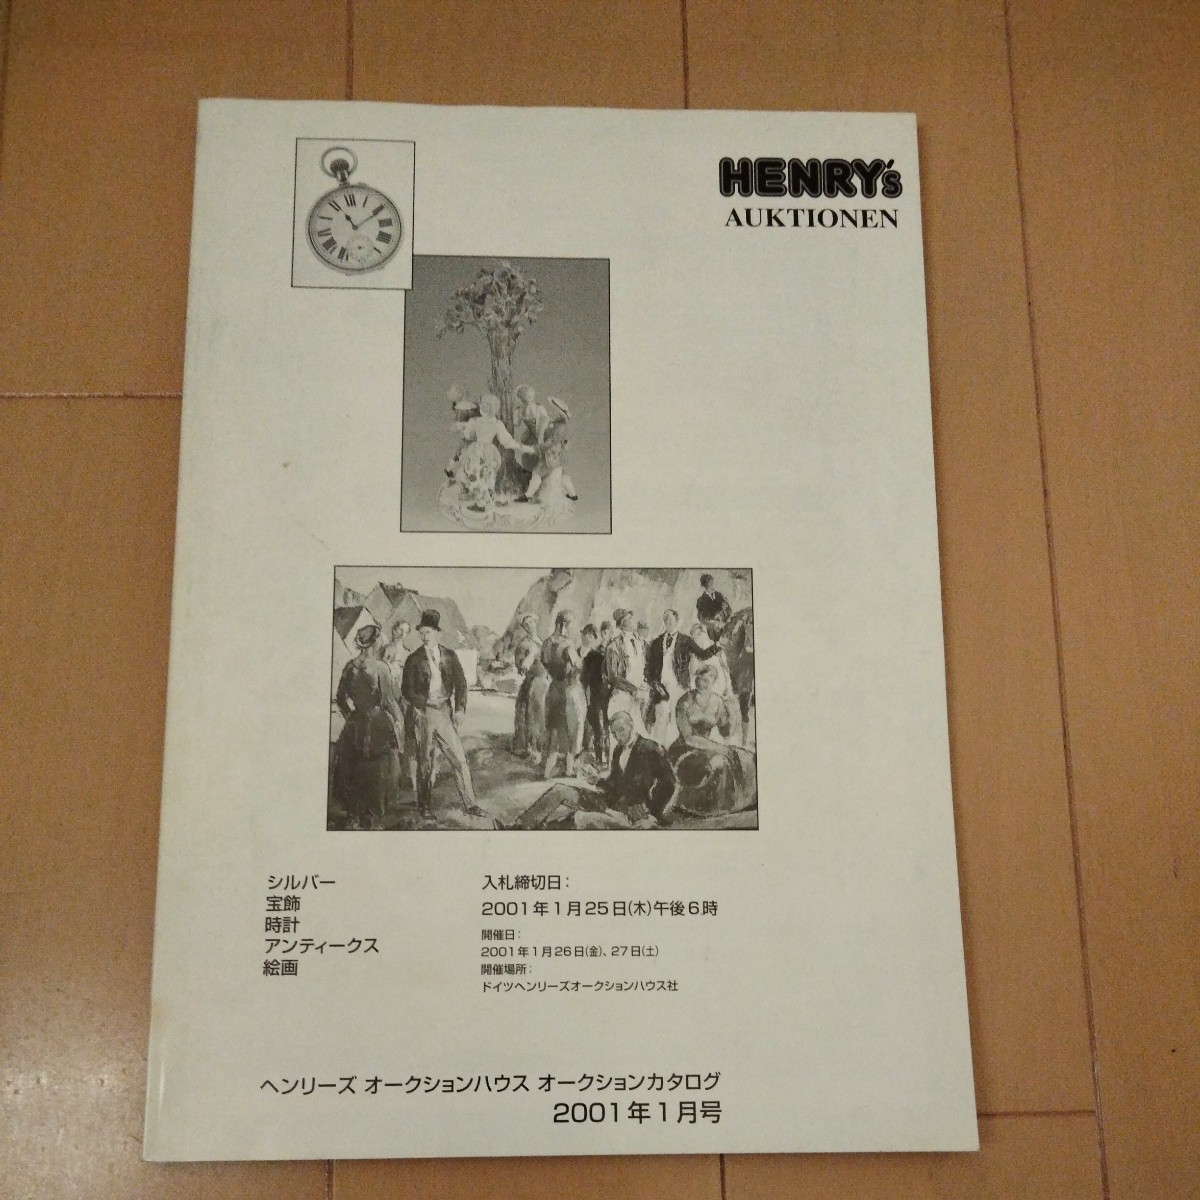 HENRY's
AUKTIONEN
シルバー
宝飾
時計
アンティークス
絵画
入札締切日:
2001年1月25日(木)午後6時
開催日:
2001年1月26日(金)、27日(土)
開催場所:
ドイツヘンリーズオークションハウス社
ヘンリーズ オークションハウス オークションカタログ
2001年1月号